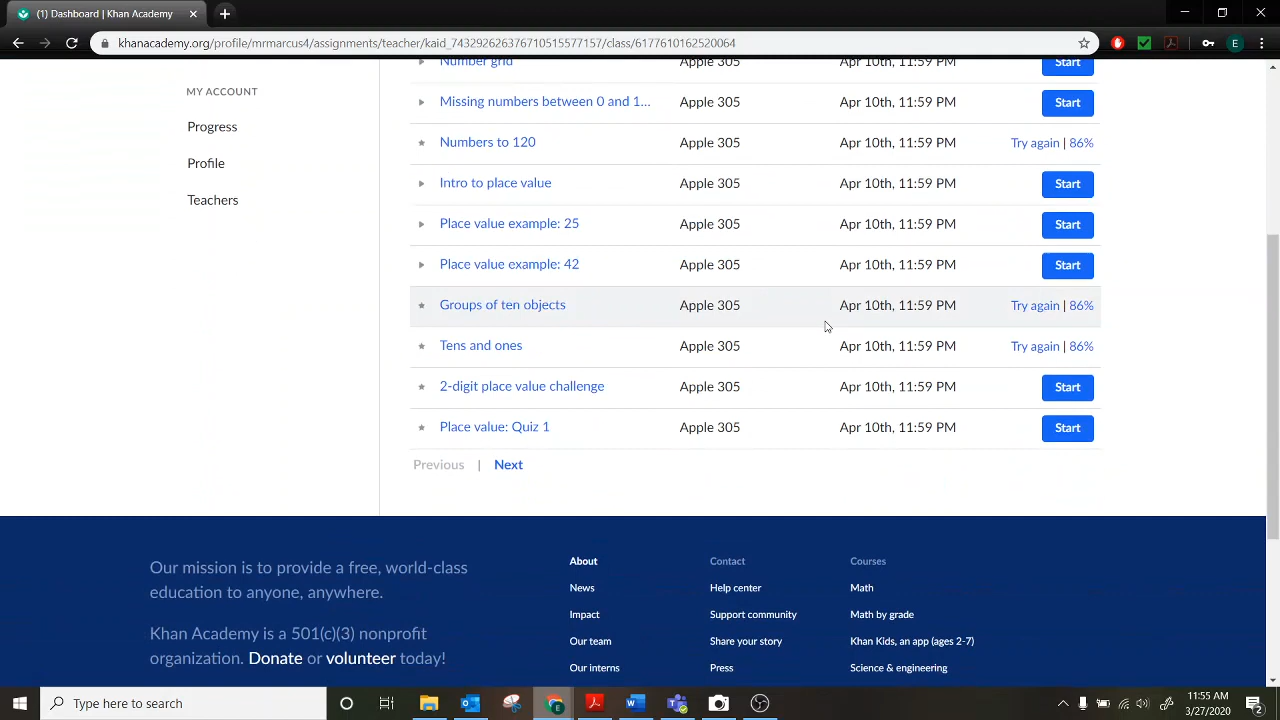 (1) Dashboard | Khan Academy
khanacademy.org/profile/mrmarcus4/assignments/teacher/kaid_743292626376710515577157/class/6177610162520064
E
MY ACCOUNT
Progress
Profile
Teachers
Number grid Apple 305 Apr 10th, 11:59 PM Start
Missing numbers between 0 and 1... Apple 305 Apr 10th, 11:59 PM Start
Numbers to 120 Apple 305 Apr 10th, 11:59 PM Try again | 86%
Intro to place value Apple 305 Apr 10th, 11:59 PM Start
Place value example: 25 Apple 305 Apr 10th, 11:59 PM Start
Place value example: 42 Apple 305 Apr 10th, 11:59 PM Start
Groups of ten objects Apple 305 Apr 10th, 11:59 PM Try again | 86%
Tens and ones Apple 305 Apr 10th, 11:59 PM Try again | 86%
2-digit place value challenge Apple 305 Apr 10th, 11:59 PM Start
Place value: Quiz 1 Apple 305 Apr 10th, 11:59 PM Start
Previous | Next
Our mission is to provide a free, world-class
education to anyone, anywhere.
Khan Academy is a 501(c)(3) nonprofit
organization. Donate or volunteer today!
About
News
Impact
Our team
Our interns
Contact
Help center
Support community
Share your story
Press
Courses
Math
Math by grade
Khan Kids, an app (ages 2-7)
Science & engineering
Type here to search
11:55 AM
3/27/2020
2